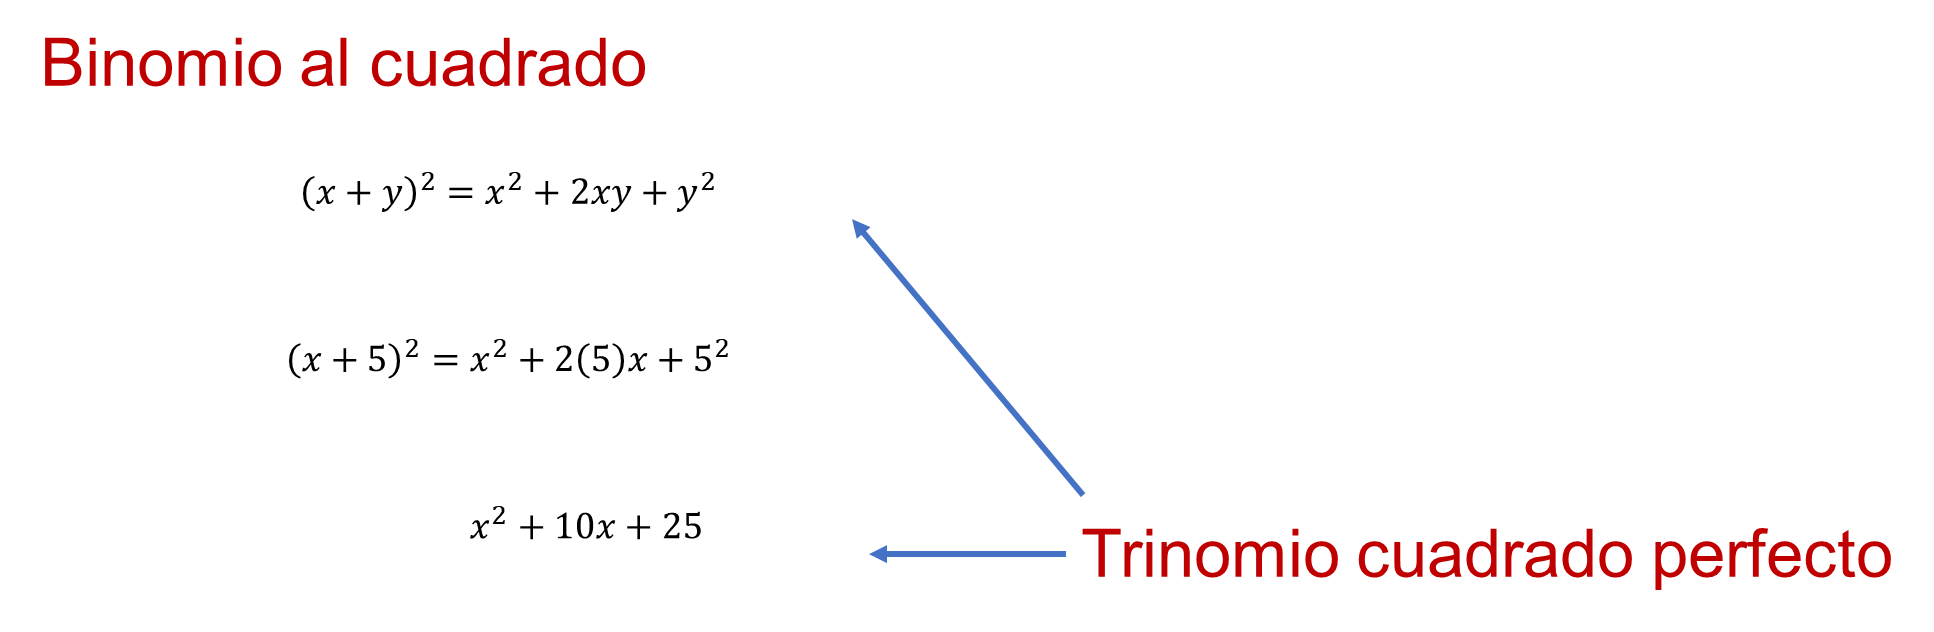 Binomio al cuadrado
(x + y)² = x² + 2xy + y²
(x + 5)² = x² + 2(5)x + 5²
x² + 10x + 25
Trinomio cuadrado perfecto